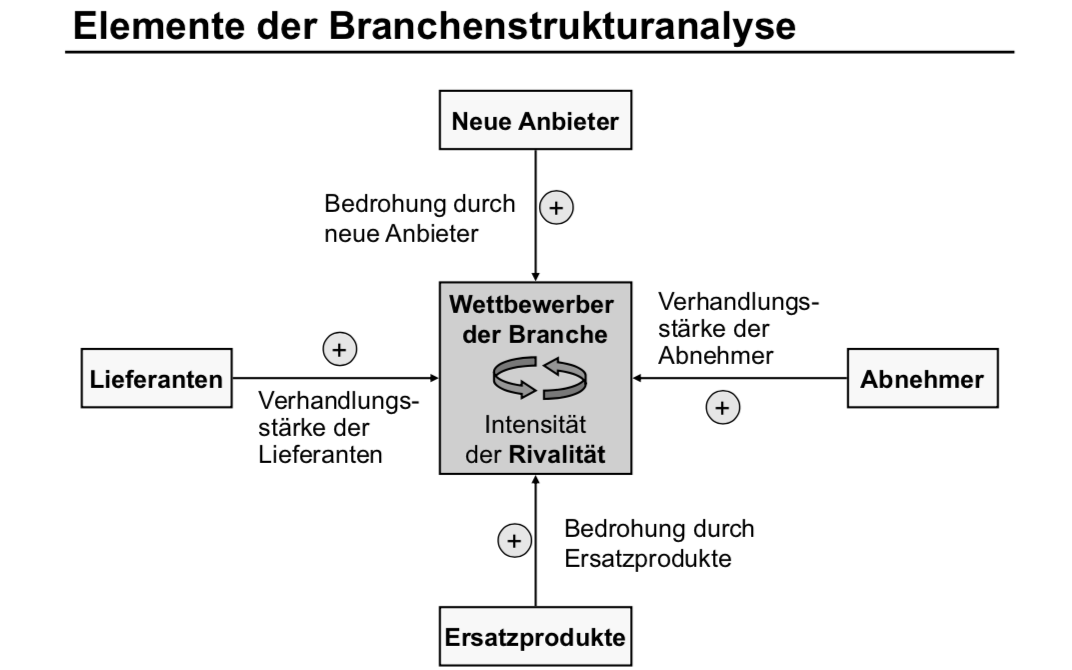 Elemente der Branchenstrukturanalyse
Neue Anbieter
Bedrohung durch
neue Anbieter
+
Wettbewerber
der Branche
Intensität
der Rivalität
Verhandlungs-
stärke der
Abnehmer
+
Abnehmer
Lieferanten
+
Verhandlungs-
stärke der
Lieferanten
+
Bedrohung durch
Ersatzprodukte
Ersatzprodukte